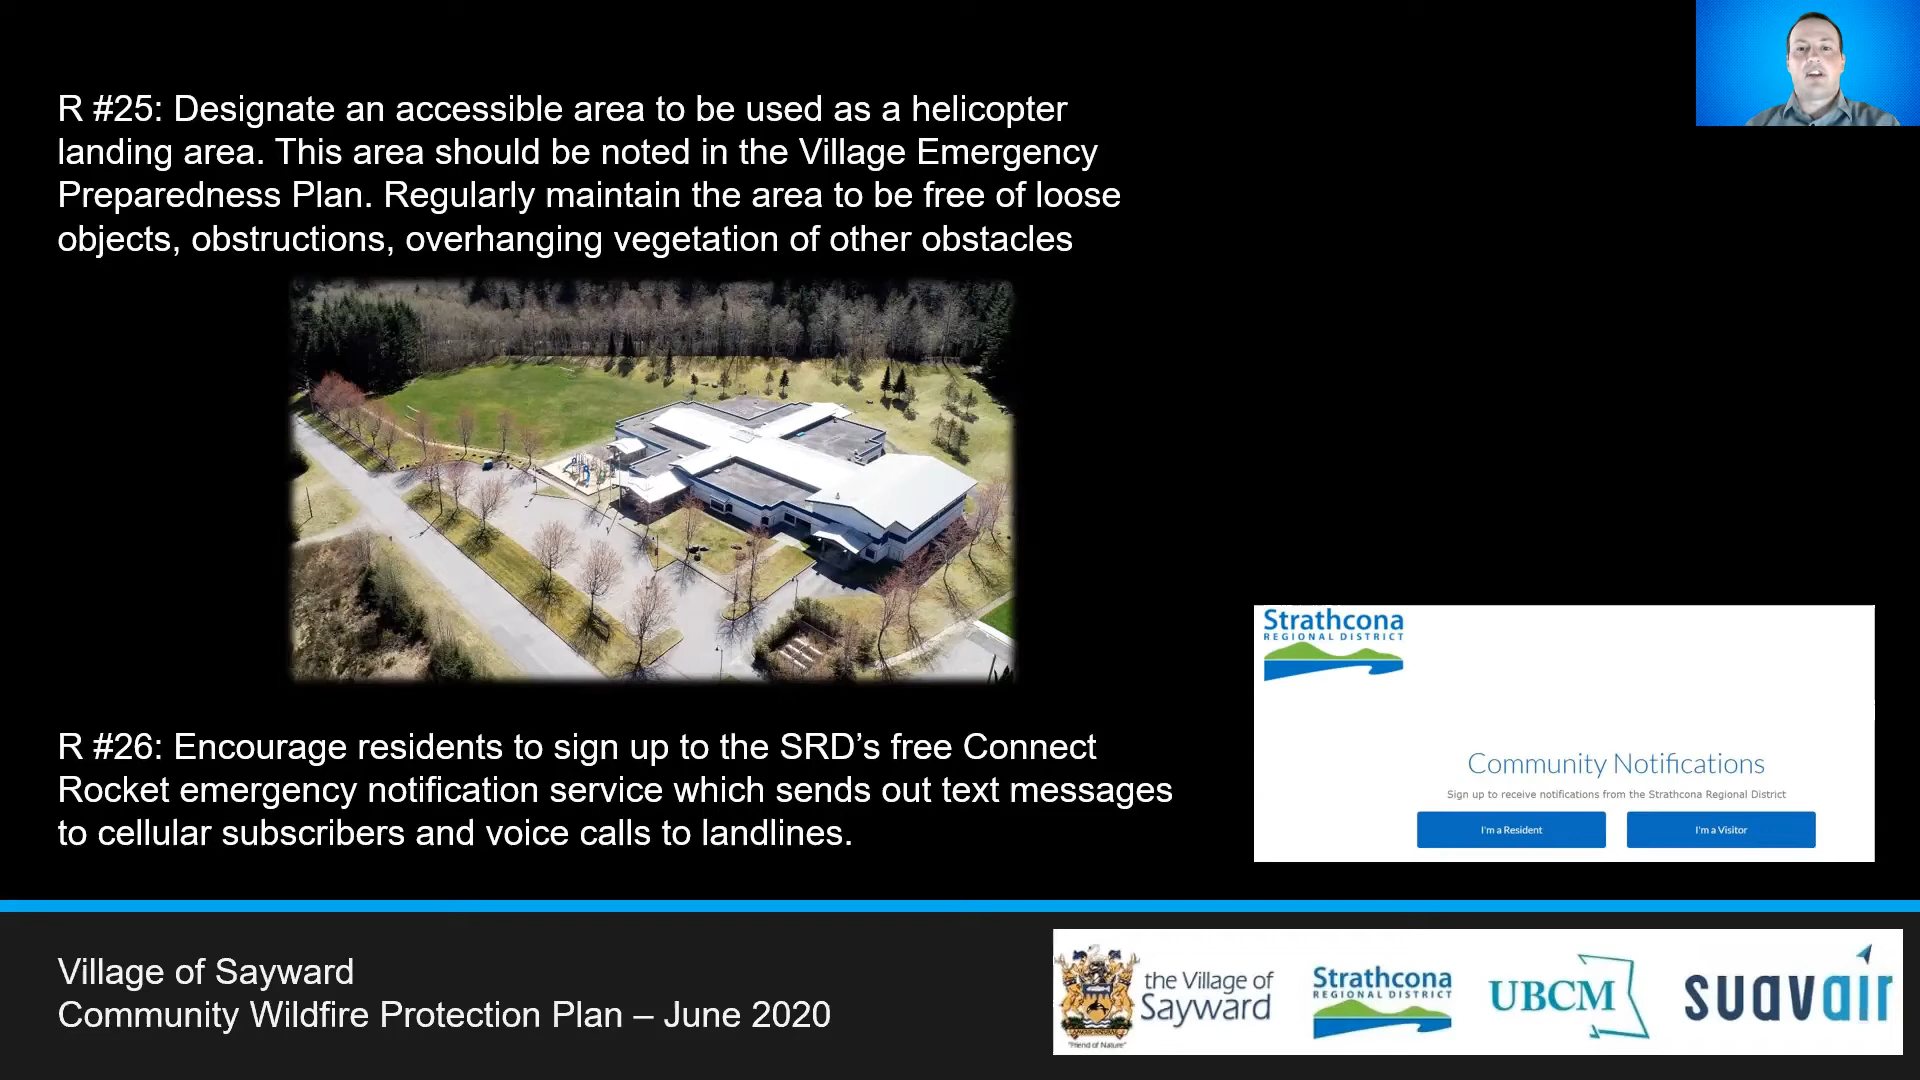 R #25: Designate an accessible area to be used as a helicopter
landing area. This area should be noted in the Village Emergency
Preparedness Plan. Regularly maintain the area to be free of loose
objects, obstructions, overhanging vegetation of other obstacles
R #26: Encourage residents to sign up to the SRD’s free Connect
Rocket emergency notification service which sends out text messages
to cellular subscribers and voice calls to landlines.
Strathcona
REGIONAL DISTRICT
Community Notifications
Sign up to receive notifications from the Strathcona Regional District
I'm a Resident
I'm a Visitor
Village of Sayward
Community Wildfire Protection Plan – June 2020
the Village of
Sayward
"Friend of Nature"
Strathcona
REGIONAL DISTRICT
UBCM
suavair